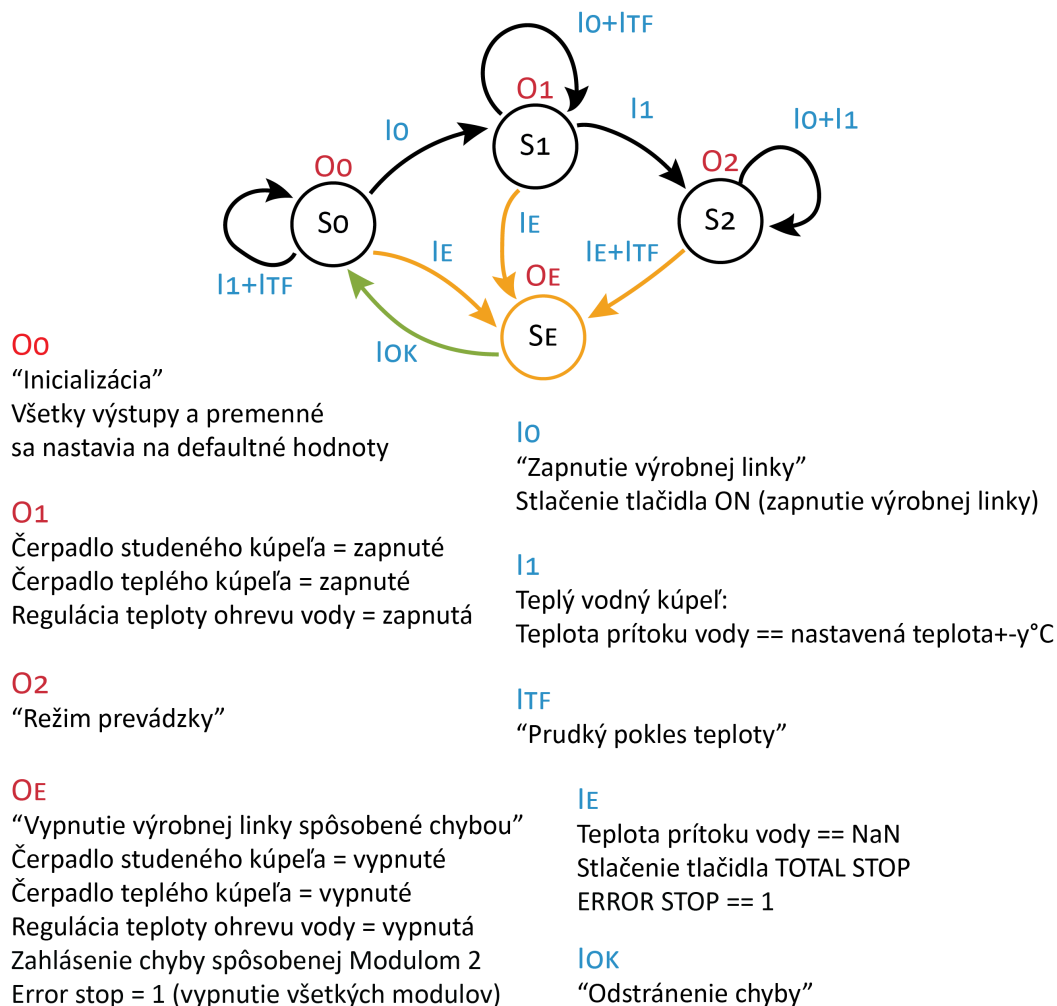 I0+ITF
O1
S1
I0
I1
I0+I1
O2
S2
O0
S0
IE
IE
IE+ITF
I1+ITF
OE
SE
IOK
O0
“Inicializácia”
Všetky výstupy a premenné
sa nastavia na defaultné hodnoty
O1
Čerpadlo studeného kúpeľa = zapnuté
Čerpadlo teplého kúpeľa = zapnuté
Regulácia teploty ohrevu vody = zapnutá
O2
“Režim prevádzky”
OE
“Vypnutie výrobnej linky spôsobené chybou”
Čerpadlo studeného kúpeľa = vypnuté
Čerpadlo teplého kúpeľa = vypnuté
Regulácia teploty ohrevu vody = vypnutá
Zahlásenie chyby spôsobenej Modulom 2
Error stop = 1 (vypnutie všetkých modulov)
I0
“Zapnutie výrobnej linky”
Stlačenie tlačidla ON (zapnutie výrobnej linky)
I1
Teplý vodný kúpeľ:
Teplota prítoku vody == nastavená teplota+-y°C
ITF
“Prudký pokles teploty”
IE
Teplota prítoku vody == NaN
Stlačenie tlačidla TOTAL STOP
ERROR STOP == 1
IOK
“Odstránenie chyby”